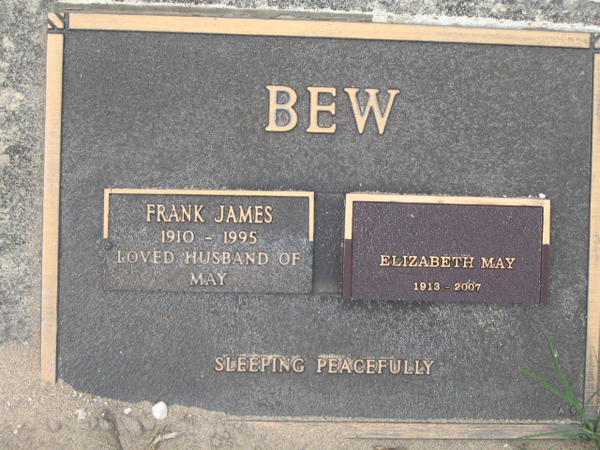 BEW
FRANK JAMES
1910 - 1995
LOVED HUSBAND OF
MAY
ELIZABETH MAY
1913 - 2007
SLEEPING PEACEFULLY